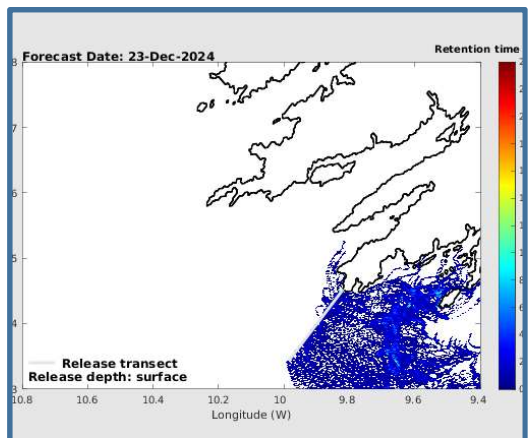 Forecast Date: 23-Dec-2024
Retention time
8
7
6
5
4
3
Release transect
Release depth: surface
10.8
10.6
10.4
10.2
10
9.8
9.6
9.4
Longitude (W)